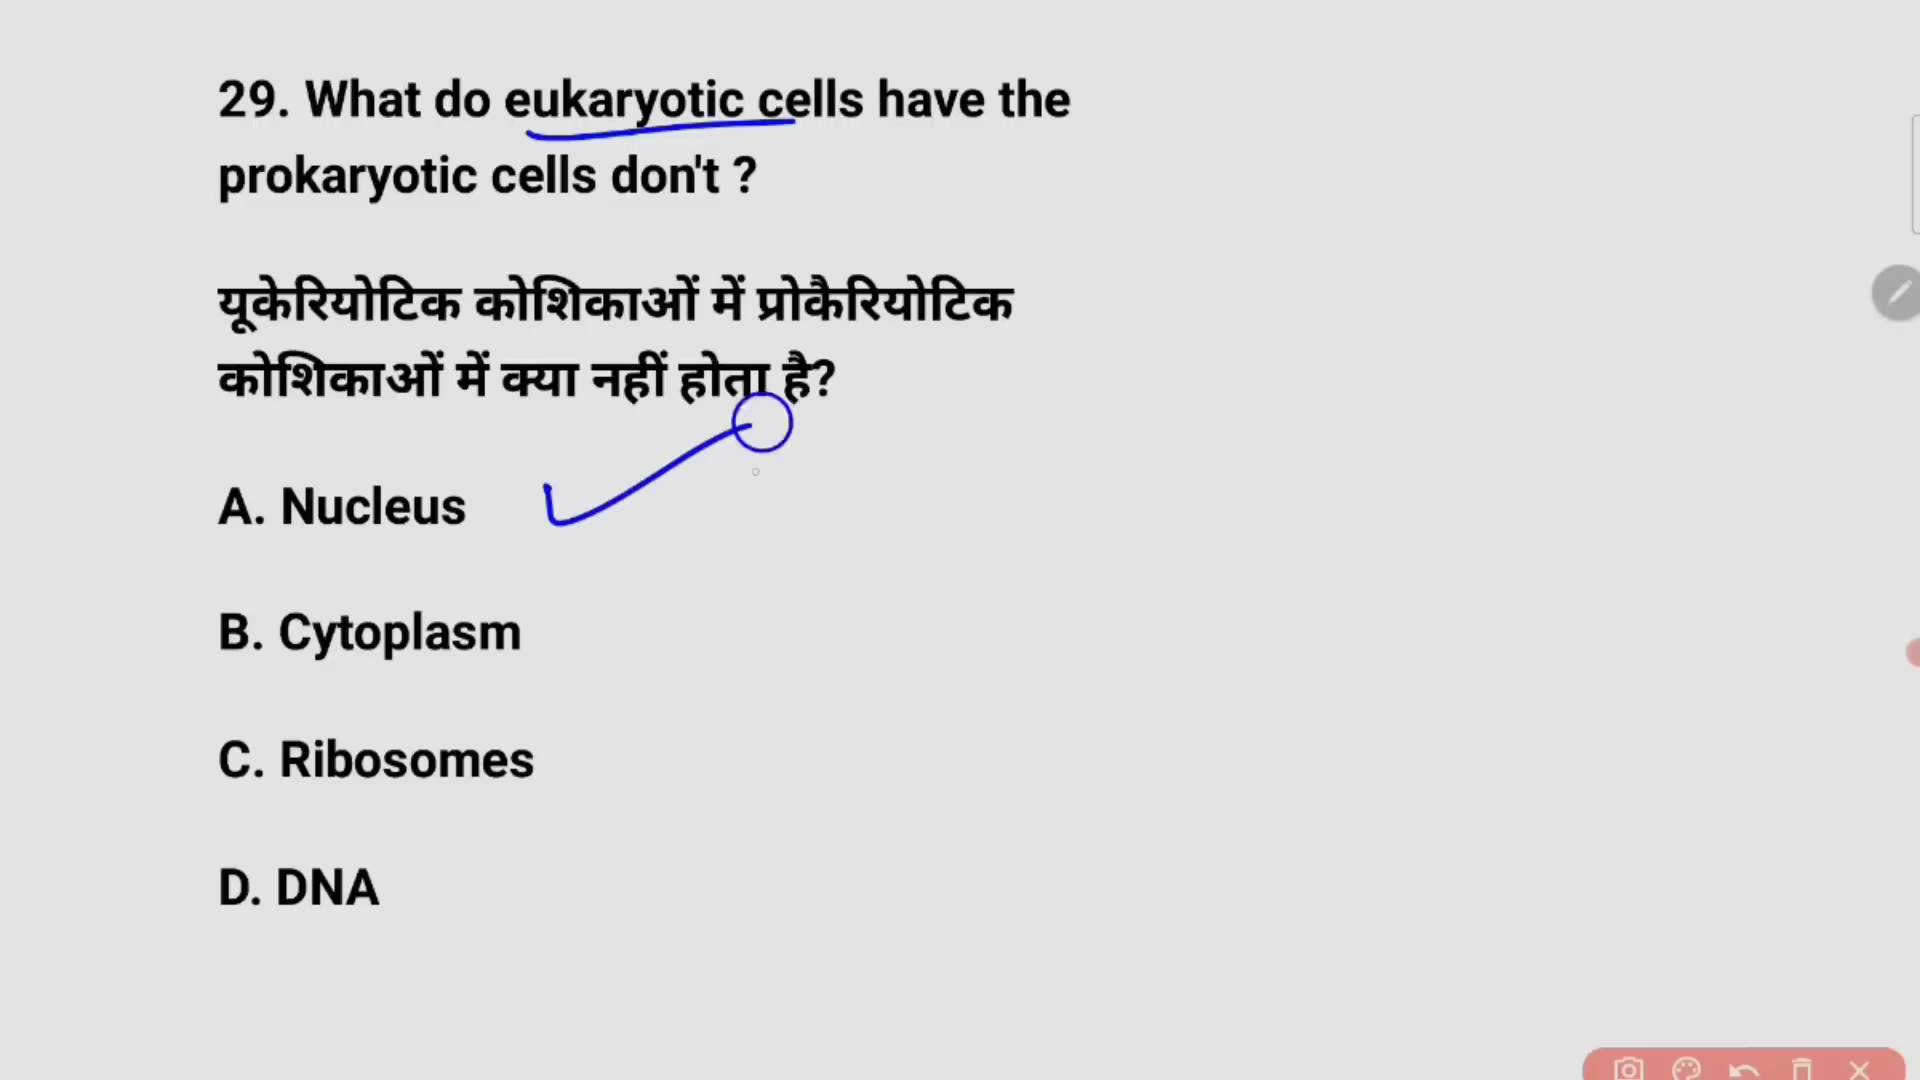 29. What do eukaryotic cells have the
prokaryotic cells don't ?
यूकेरियोटिक कोशिकाओं में प्रोकैरियोटिक
कोशिकाओं में क्या नहीं होता है?
A. Nucleus
B. Cytoplasm
C. Ribosomes
D. DNA